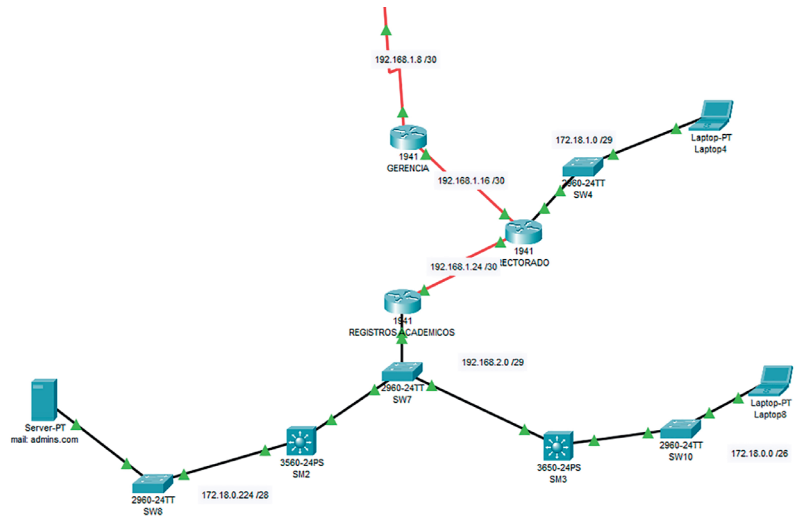 192.168.1.8 /30
1941
GERENCIA
Laptop-PT
Laptop4
172.18.1.0 /29
2960-24TT
SW4
192.168.1.16 /30
1941
RECTORADO
192.168.1.24 /30
1941
REGISTROS ACADEMICOS
192.168.2.0 /29
2960-24TT
SW7
Laptop-PT
Laptop8
Server-PT
mail: admins.com
3560-24PS
SM2
3650-24PS
SM3
2960-24TT
SW10
172.18.0.0 /26
2960-24TT
SW8
172.18.0.224 /28